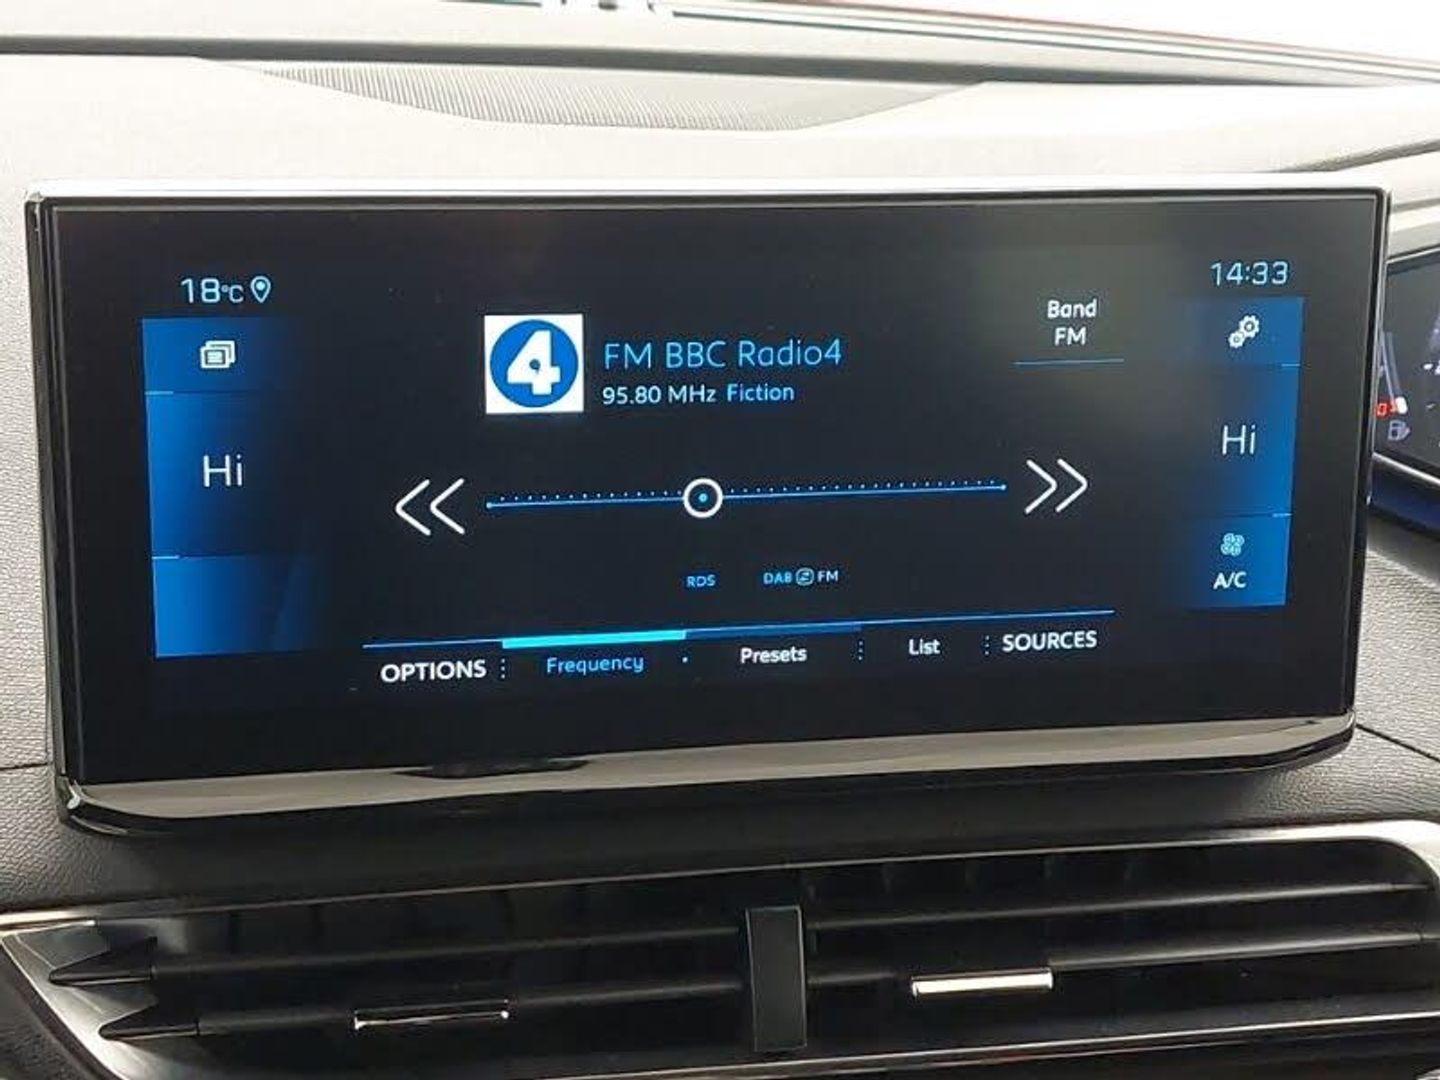 18°C
14:33
4
FM BBC Radio4
95.80 MHz Fiction
Band
FM
Hi
Hi
A/C
RDS
DAB FM
OPTIONS
Frequency
Presets
List
SOURCES